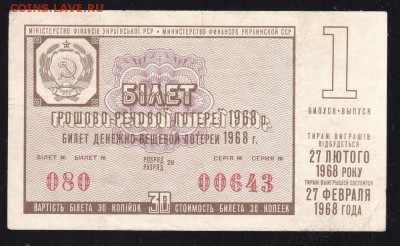 coins.lave.ru
МІНІСТЕРСТВО ФІНАНСІВ УКРАЇНСЬКОЇ РСР • МИНИСТЕРСТВО ФИНАНСОВ УКРАИНСКОЙ ССР
БІЛЕТ
ГРОШОВО-РЕЧОВОЇ ЛОТЕРЕЇ 1968 р.
БИЛЕТ ДЕНЕЖНО-ВЕЩЕВОЙ ЛОТЕРЕИ 1968 г.
БІЛЕТ № БИЛЕТ № РОЗРЯД РАЗРЯД 28 СЕРІЯ № СЕРИЯ №
080 00643
ВАРТІСТЬ БІЛЕТА 30 КОПІЙОК 30 СТОИМОСТЬ БИЛЕТА 30 КОПЕЕК
1
ВИПУСК • ВЫПУСК
ТИРАЖ ВИГРАШІВ
ВІДБУДЕТЬСЯ
27 ЛЮТОГО
1968 РОКУ
ТИРАЖ ВЫИГРЫШЕЙ СОСТОИТСЯ
27 ФЕВРАЛЯ
1968 ГОДА